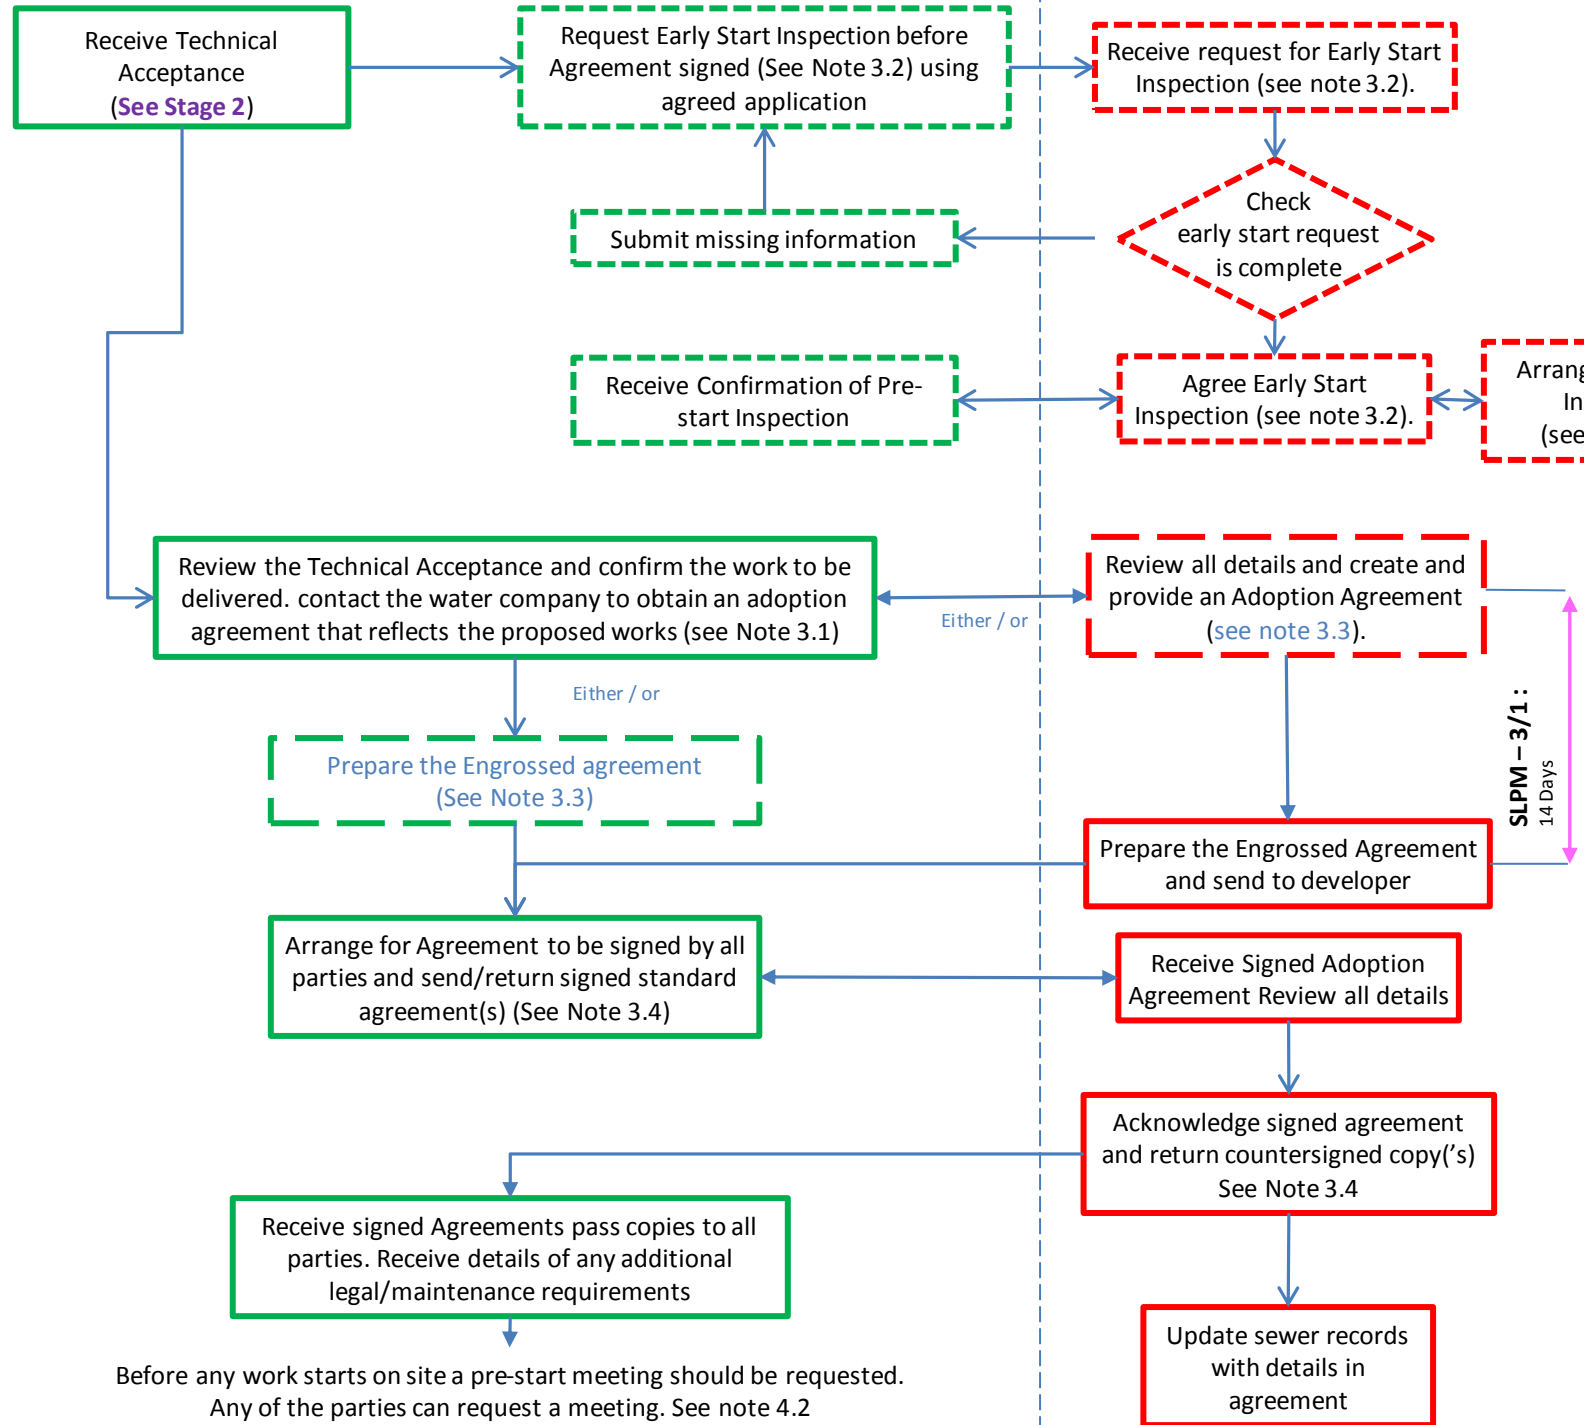 Receive Technical
Acceptance
(See Stage 2)
Request Early Start Inspection before
Agreement signed (See Note 3.2) using
agreed application
Receive request for Early Start
Inspection (see note 3.2).
Check
early start request
is complete
Submit missing information
Receive Confirmation of Pre-
start Inspection
Agree Early Start
Inspection (see note 3.2).
Arrang
In
(see
Review the Technical Acceptance and confirm the work to be
delivered. contact the water company to obtain an adoption
agreement that reflects the proposed works (see Note 3.1)
Either / or
Review all details and create and
provide an Adoption Agreement
(see note 3.3).
Either / or
SLPM – 3/1 :
14 Days
Prepare the Engrossed agreement
(See Note 3.3)
Prepare the Engrossed Agreement
and send to developer
Arrange for Agreement to be signed by all
parties and send/return signed standard
agreement(s) (See Note 3.4)
Receive Signed Adoption
Agreement Review all details
Acknowledge signed agreement
and return countersigned copy('s)
See Note 3.4
Receive signed Agreements pass copies to all
parties. Receive details of any additional
legal/maintenance requirements
Update sewer records
with details in
agreement
Before any work starts on site a pre-start meeting should be requested.
Any of the parties can request a meeting. See note 4.2